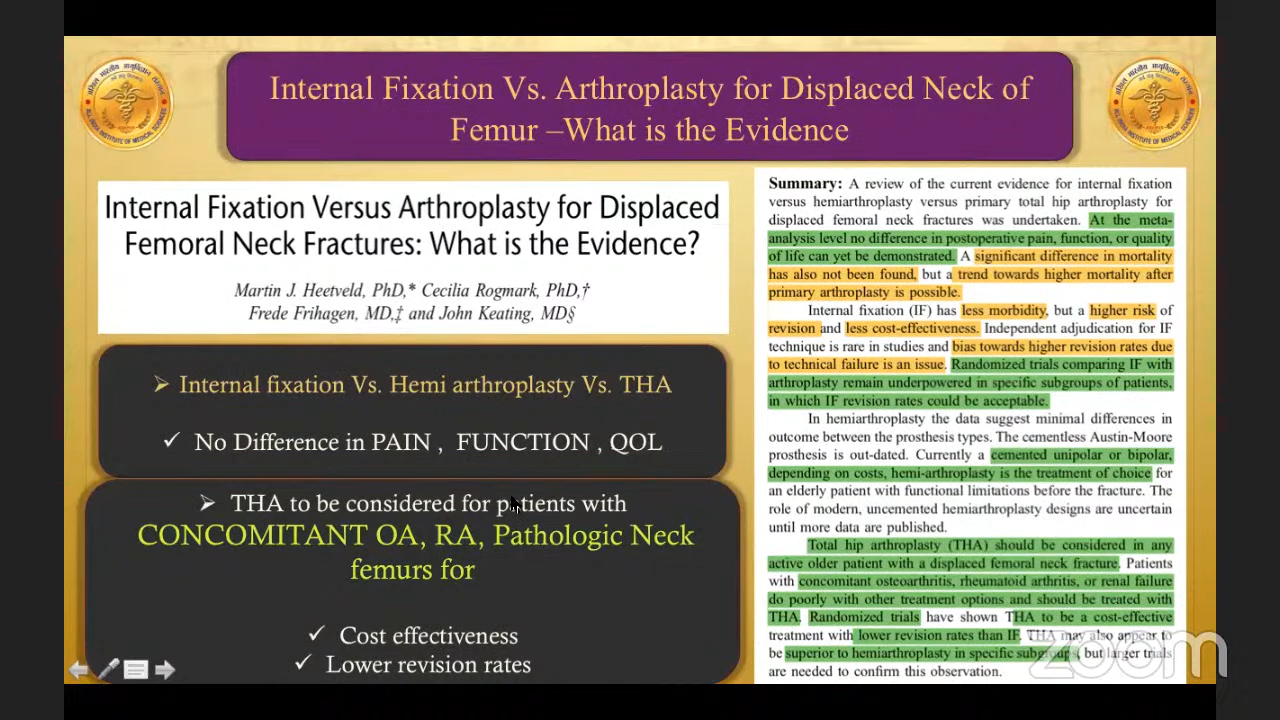 Internal Fixation Vs. Arthroplasty for Displaced Neck of
Femur –What is the Evidence
Internal Fixation Versus Arthroplasty for Displaced
Femoral Neck Fractures: What is the Evidence?
Martin J. Heetveld, PhD,* Cecilia Rogmark, PhD,†
Frede Frihagen, MD,‡ and John Keating, MD§
➢ Internal fixation Vs. Hemi arthroplasty Vs. THA
✓ No Difference in PAIN , FUNCTION , QOL
➢ THA to be considered for patients with
CONCOMITANT OA, RA, Pathologic Neck
femurs for
✓ Cost effectiveness
✓ Lower revision rates
Summary: A review of the current evidence for internal fixation
versus hemiarthroplasty versus primary total hip arthroplasty for
displaced femoral neck fractures was undertaken. At the meta-
analysis level no difference in postoperative pain, function, or quality
of life can yet be demonstrated. A significant difference in mortality
has also not been found, but a trend towards higher mortality after
primary arthroplasty is possible.
Internal fixation (IF) has less morbidity, but a higher risk of
revision and less cost-effectiveness. Independent adjudication for IF
technique is rare in studies and bias towards higher revision rates due
to technical failure is an issue. Randomized trials comparing IF with
arthroplasty remain underpowered in specific subgroups of patients,
in which IF revision rates could be acceptable.
In hemiarthroplasty the data suggest minimal differences in
outcome between the prosthesis types. The cementless Austin-Moore
prosthesis is out-dated. Currently a cemented unipolar or bipolar,
depending on costs, hemi-arthroplasty is the treatment of choice for
an elderly patient with functional limitations before the fracture. The
role of modern, uncemented hemiarthroplasty designs are uncertain
until more data are published.
Total hip arthroplasty (THA) should be considered in any
active older patient with a displaced femoral neck fracture. Patients
with concomitant osteoarthritis, rheumatoid arthritis, or renal failure
do poorly with other treatment options and should be treated with
THA. Randomized trials have shown THA to be a cost-effective
treatment with lower revision rates than IF. THA may also appear to
be superior to hemiarthroplasty in specific subgroups, but larger trials
are needed to confirm this observation.
zoom